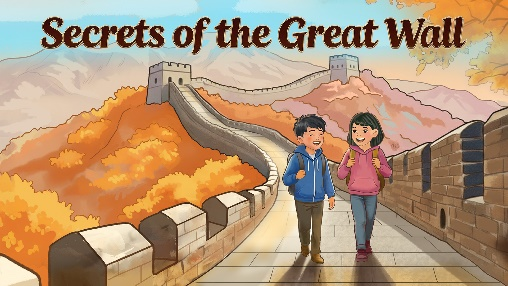 Secrets of the Great Wall